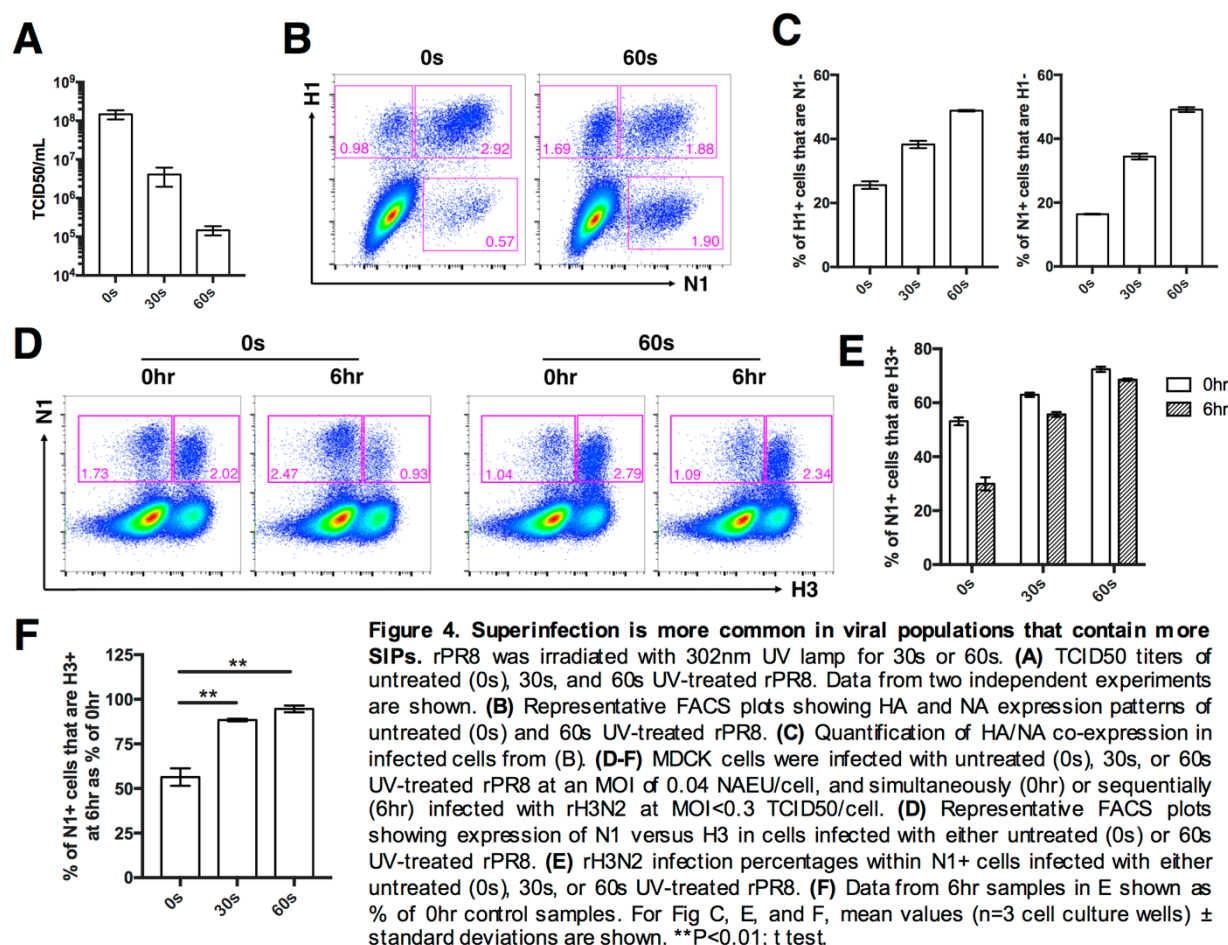 A
TCID50/mL
10⁹
10⁸
10⁷
10⁶
10⁵
10⁴
0s
30s
60s
B
0s
60s
H1
0.98
2.92
0.57
1.69
1.88
1.90
N1
C
% of H1+ cells that are N1-
60
40
20
0
0s
30s
60s
% of N1+ cells that are H1-
60
40
20
0
0s
30s
60s
D
0s
60s
0hr
6hr
0hr
6hr
N1
1.73
2.02
2.47
0.93
1.04
2.79
1.09
2.34
H3
E
% of N1+ cells that are H3+
80
60
40
20
0
0s
30s
60s
0hr
6hr
F
% of N1+ cells that are H3+
at 6hr as % of 0hr
125
100
75
50
25
0
**
**
0s
30s
60s
Figure 4. Superinfection is more common in viral populations that contain more
SIPs. rPR8 was irradiated with 302nm UV lamp for 30s or 60s. (A) TCID50 titers of
untreated (0s), 30s, and 60s UV-treated rPR8. Data from two independent experiments
are shown. (B) Representative FACS plots showing HA and NA expression patterns of
untreated (0s) and 60s UV-treated rPR8. (C) Quantification of HA/NA co-expression in
infected cells from (B). (D-F) MDCK cells were infected with untreated (0s), 30s, or 60s
UV-treated rPR8 at an MOI of 0.04 NAEU/cell, and simultaneously (0hr) or sequentially
(6hr) infected with rH3N2 at MOI<0.3 TCID50/cell. (D) Representative FACS plots
showing expression of N1 versus H3 in cells infected with either untreated (0s) or 60s
UV-treated rPR8. (E) rH3N2 infection percentages within N1+ cells infected with either
untreated (0s), 30s, or 60s UV-treated rPR8. (F) Data from 6hr samples in E shown as
% of 0hr control samples. For Fig C, E, and F, mean values (n=3 cell culture wells) ±
standard deviations are shown. **P<0.01; t test.